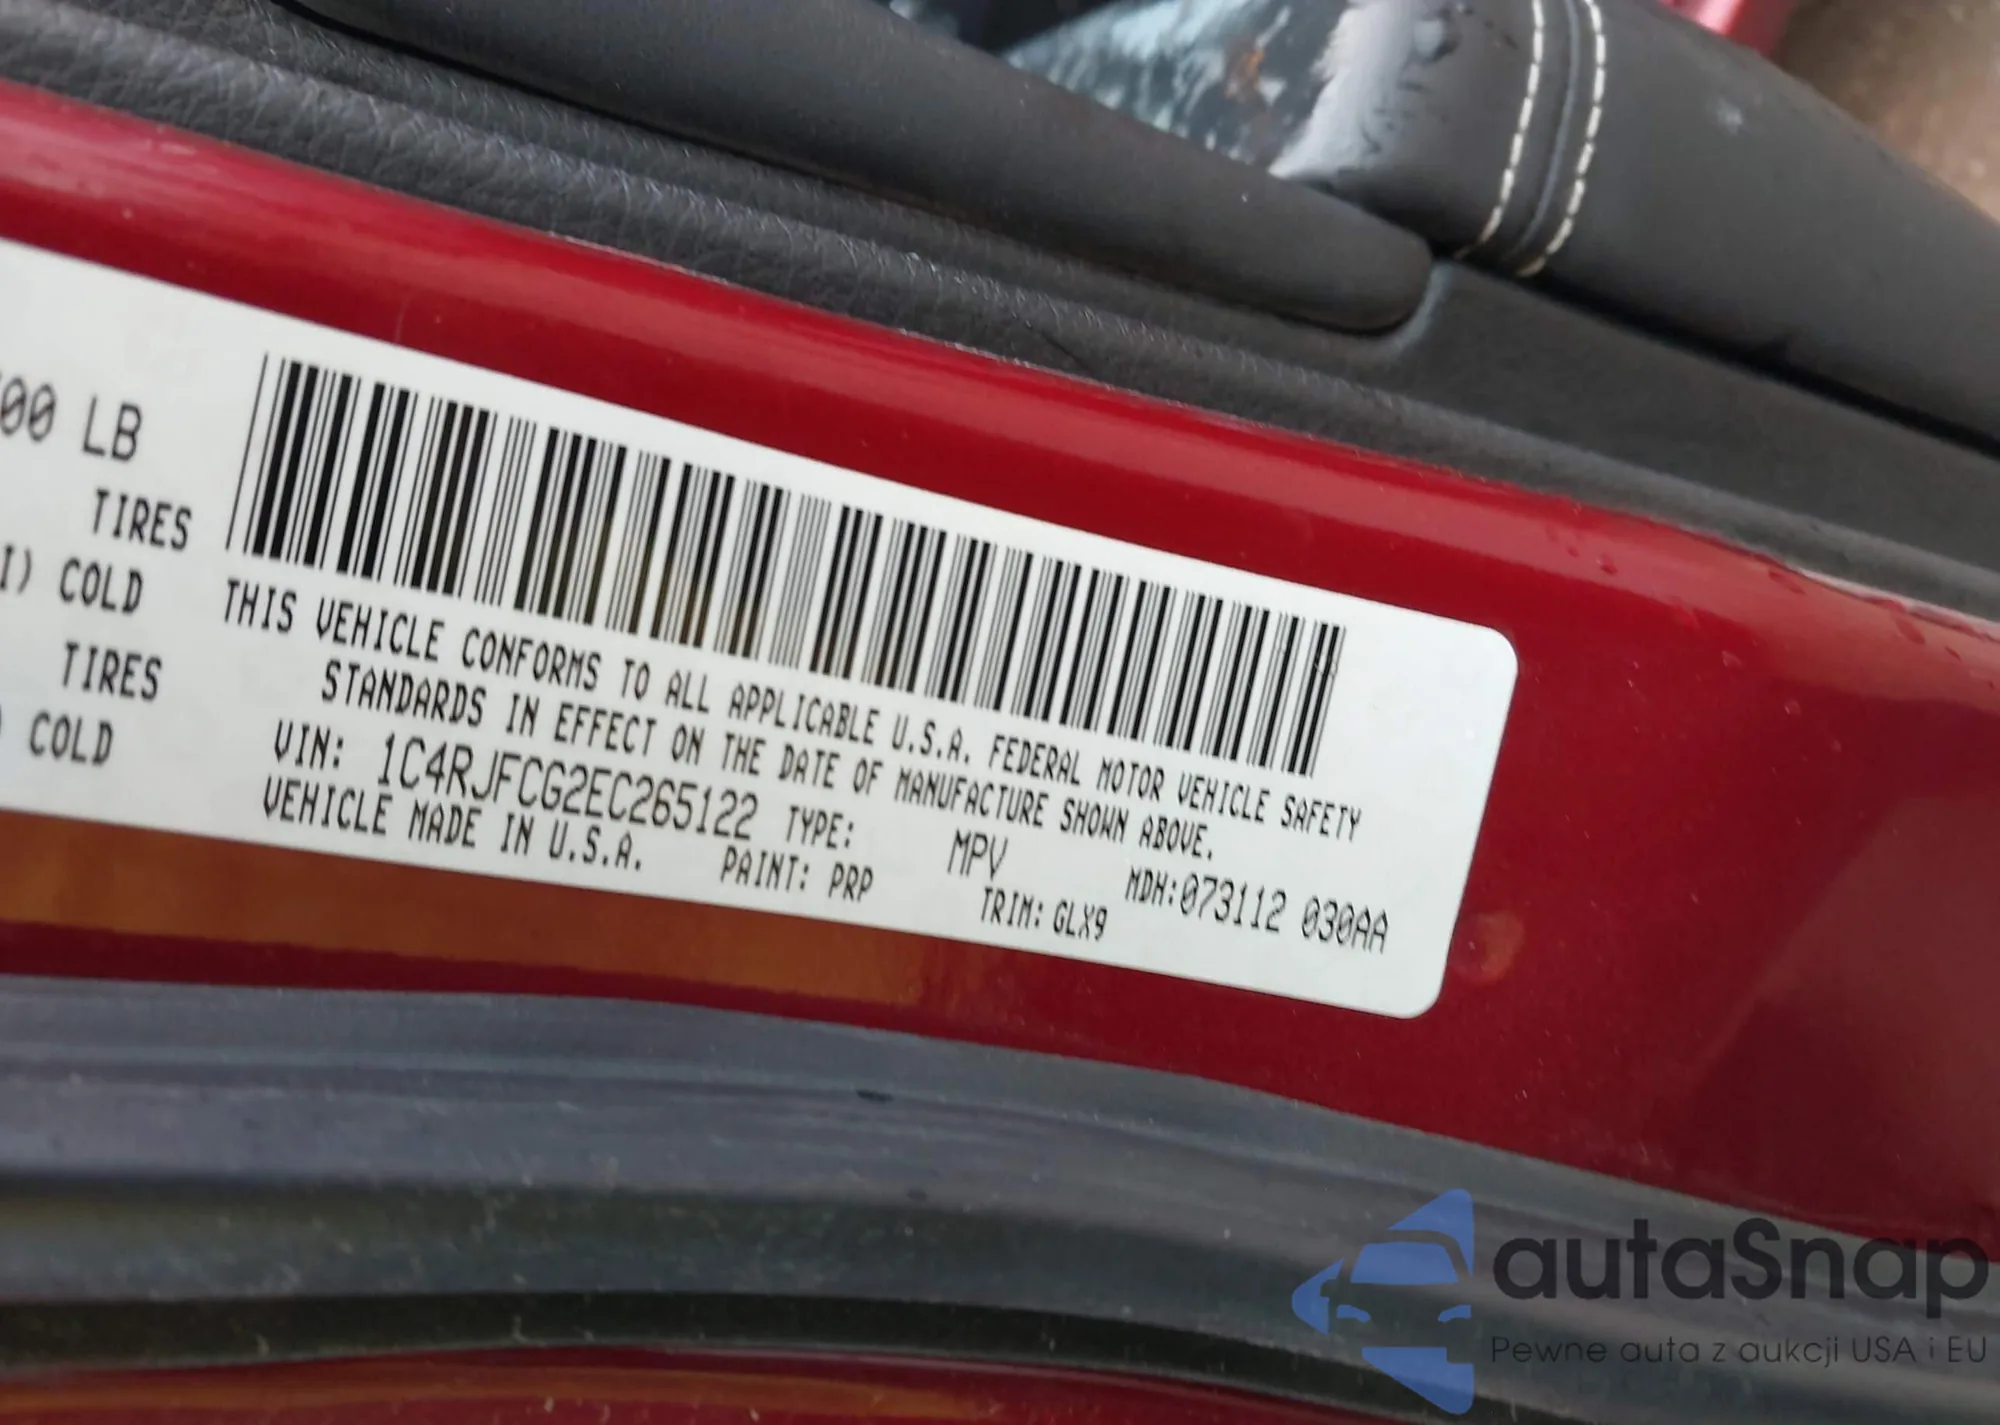 00 LB
TIRES
I) COLD
TIRES
) COLD
THIS VEHICLE CONFORMS TO ALL APPLICABLE U.S.A. FEDERAL MOTOR VEHICLE SAFETY
STANDARDS IN EFFECT ON THE DATE OF MANUFACTURE SHOWN ABOVE.
VIN: 1C4RJFCG2EC265122 TYPE: MPV MDH:073112 030AA
VEHICLE MADE IN U.S.A. PAINT: PRP TRIM: GLX9
autaSnap
Pewne auta z aukcji USA i EU